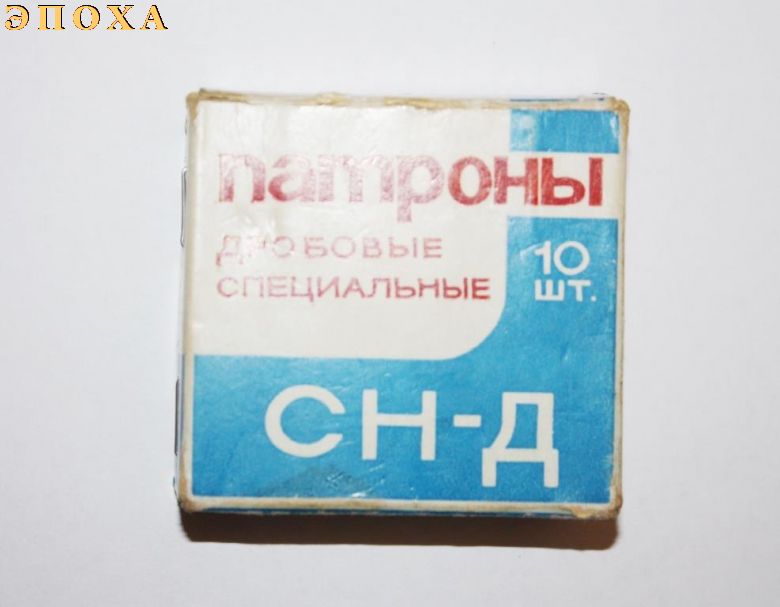 ЭПОХА
патроны
ДРОБОВЫЕ
СПЕЦИАЛЬНЫЕ
10
ШТ.
СН-Д